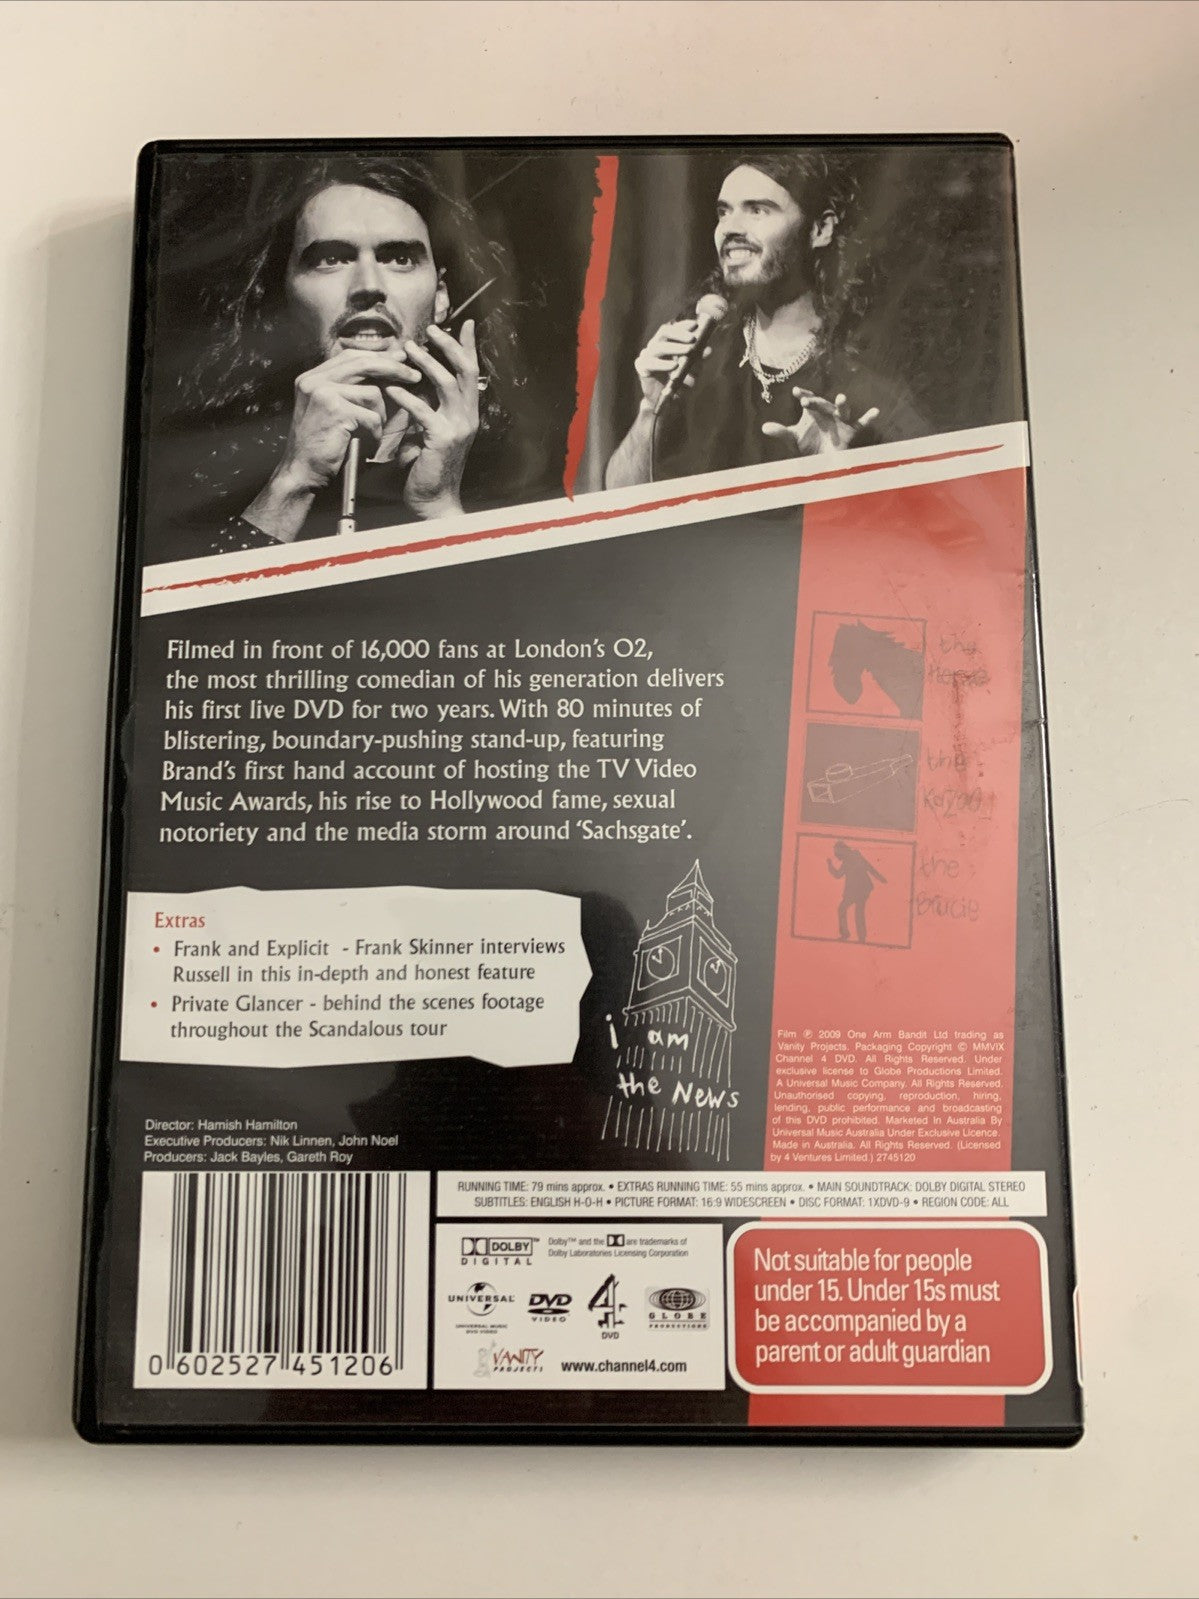 Filmed in front of 16,000 fans at London's O2,
the most thrilling comedian of his generation delivers
his first live DVD for two years. With 80 minutes of
blistering, boundary-pushing stand-up, featuring
Brand's first hand account of hosting the TV Video
Music Awards, his rise to Hollywood fame, sexual
notoriety and the media storm around 'Sachsgate'.
the
Horse
the
Kazoo
the
Brucie
Extras
• Frank and Explicit - Frank Skinner interviews
Russell in this in-depth and honest feature
• Private Glancer - behind the scenes footage
throughout the Scandalous tour
i am
the News
Film ℗ 2009 One Arm Bandit Ltd trading as
Vanity Projects. Packaging Copyright © MMVIX
Channel 4 DVD. All Rights Reserved. Under
exclusive license to Globe Productions Limited.
A Universal Music Company. All Rights Reserved.
Unauthorised copying, reproduction, hiring,
lending, public performance and broadcasting
of this DVD prohibited. Marketed In Australia By
Universal Music Australia Under Exclusive Licence.
Made in Australia. All Rights Reserved. (Licensed
by 4 Ventures Limited.) 2745120
Director: Hamish Hamilton
Executive Producers: Nik Linnen, John Noel
Producers: Jack Bayles, Gareth Roy
RUNNING TIME: 79 mins approx. • EXTRAS RUNNING TIME: 55 mins approx. • MAIN SOUNDTRACK: DOLBY DIGITAL STEREO
SUBTITLES: ENGLISH H-O-H • PICTURE FORMAT: 16:9 WIDESCREEN • DISC FORMAT: 1XDVD-9 • REGION CODE: ALL
DOLBY™
DIGITAL
Dolby™ and the are trademarks of
Dolby Laboratories Licensing Corporation
UNIVERSAL
UNIVERSAL MUSIC
DVD VIDEO
DVD
VIDEO
4
DVD
GLOBE
PRODUCTIONS
VANITY
PROJECTS
www.channel4.com
Not suitable for people
under 15. Under 15s must
be accompanied by a
parent or adult guardian
0 602527 451206